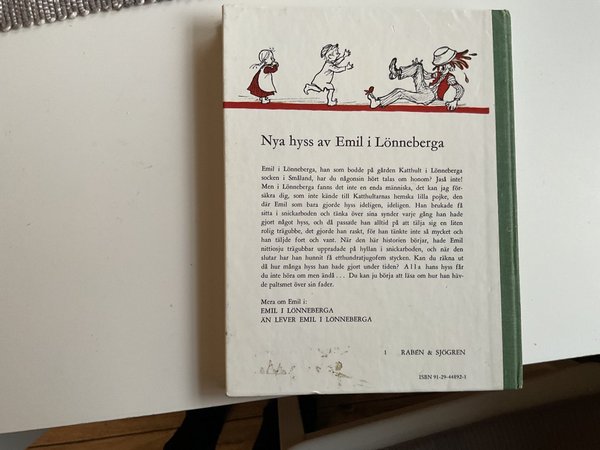 Nya hyss av Emil i Lönneberga
Emil i Lönneberga, han som bodde på gården Katthult i Lönneberga
socken i Småland, har du någonsin hört talas om honom? Jaså inte!
Men i Lönneberga fanns det inte en enda människa, det kan jag för-
säkra dig, som inte kände till Katthultarnas hemska lilla pojke, den
där Emil som bara gjorde hyss ideligen, ideligen. Han brukade få
sitta i snickarboden och tänka över sina synder varje gång han hade
gjort något hyss, och då passade han alltid på att tälja sig en liten
rolig trägubbe, det gjorde han raskt, för han tänkte inte så mycket och
han täljde fort och vant. När den här historien börjar, hade Emil
nittiosju trägubbar uppradade på hyllan i snickarboden, och när den
slutar har han hunnit få etthundratjugofem stycken. Kan du räkna ut
då hur många hyss han hade gjort under tiden? Alla hans hyss får
du inte höra om men ändå... Du kan ju börja att läsa om hur han häv-
de paltsmet över sin fader.
Mera om Emil i:
EMIL I LÖNNEBERGA
ÄN LEVER EMIL I LÖNNEBERGA
1 RABÉN & SJÖGREN
ISBN 91-29-44892-1